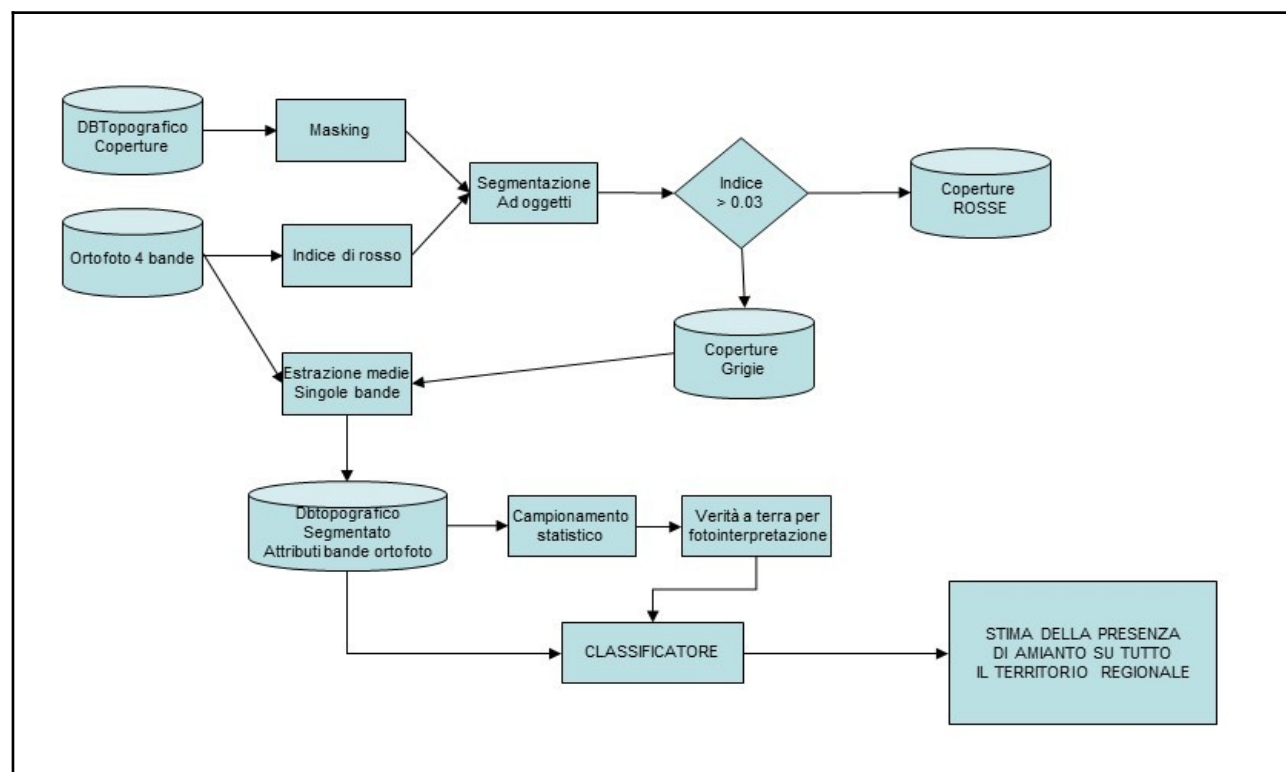 DBTopografico
Coperture
Masking
Segmentazione
Ad oggetti
Indice
> 0.03
Coperture
ROSSE
Ortofoto 4 bande
Indice di rosso
Coperture
Grigie
Estrazione medie
Singole bande
Dbtopografico
Segmentato
Attributi bande ortofoto
Campionamento
statistico
Verità a terra per
fotointerpretazione
CLASSIFICATORE
STIMA DELLA PRESENZA
DI AMIANTO SU TUTTO
IL TERRITORIO REGIONALE